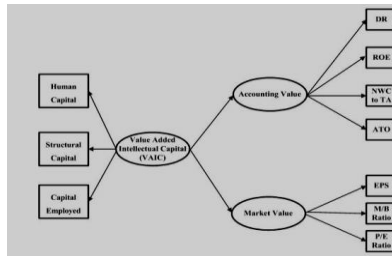 Human
Capital
Structural
Capital
Capital
Employed
Value Added
Intellectual Capital
(VAIC)
Accounting Value
Market Value
DR
ROE
NWC
to TA
ATO
EPS
M/B
Ratio
P/E
Ratio